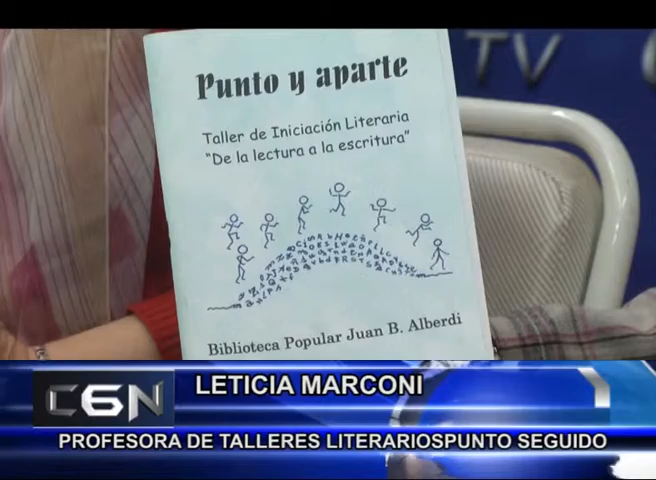 TV
Punto y aparte
Taller de Iniciación Literaria
"De la lectura a la escritura"
Biblioteca Popular Juan B. Alberdi
C6N
LETICIA MARCONI
PROFESORA DE TALLERES LITERARIOSPUNTO SEGUIDO